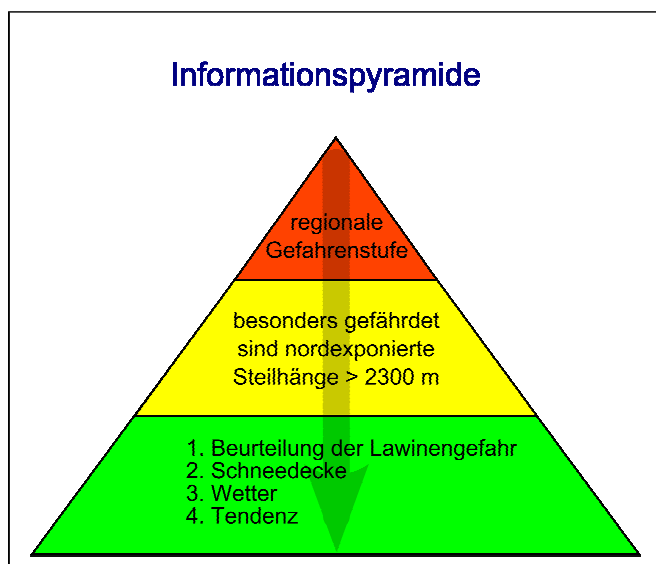 Informationspyramide
regionale
Gefahrenstufe
besonders gefährdet
sind nordexponierte
Steilhänge > 2300 m
1. Beurteilung der Lawinengefahr
2. Schneedecke
3. Wetter
4. Tendenz